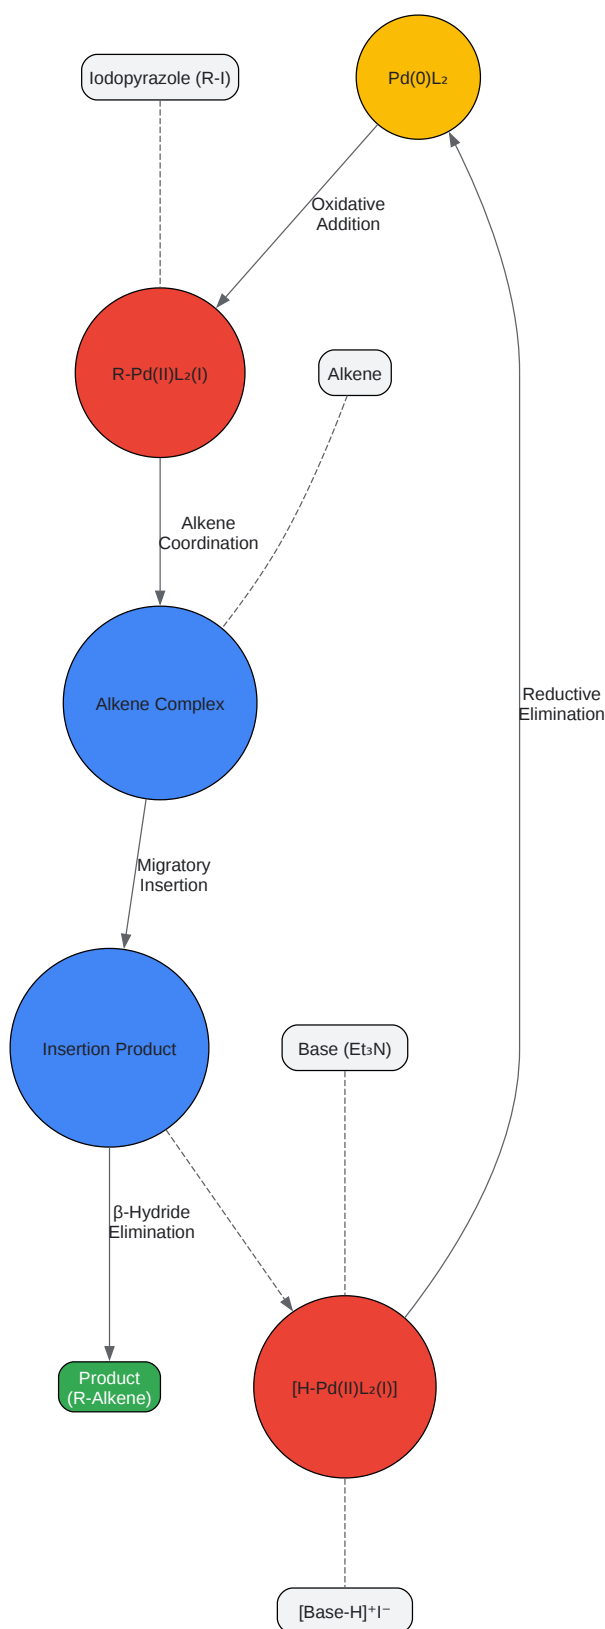 Iodopyrazole (R-I)
Pd(0)L₂
Oxidative
Addition
R-Pd(II)L₂(I)
Alkene
Alkene
Coordination
Alkene Complex
Reductive
Elimination
Migratory
Insertion
Insertion Product
Base (Et₃N)
β-Hydride
Elimination
Product
(R-Alkene)
[H-Pd(II)L₂(I)]
[Base-H]⁺I⁻